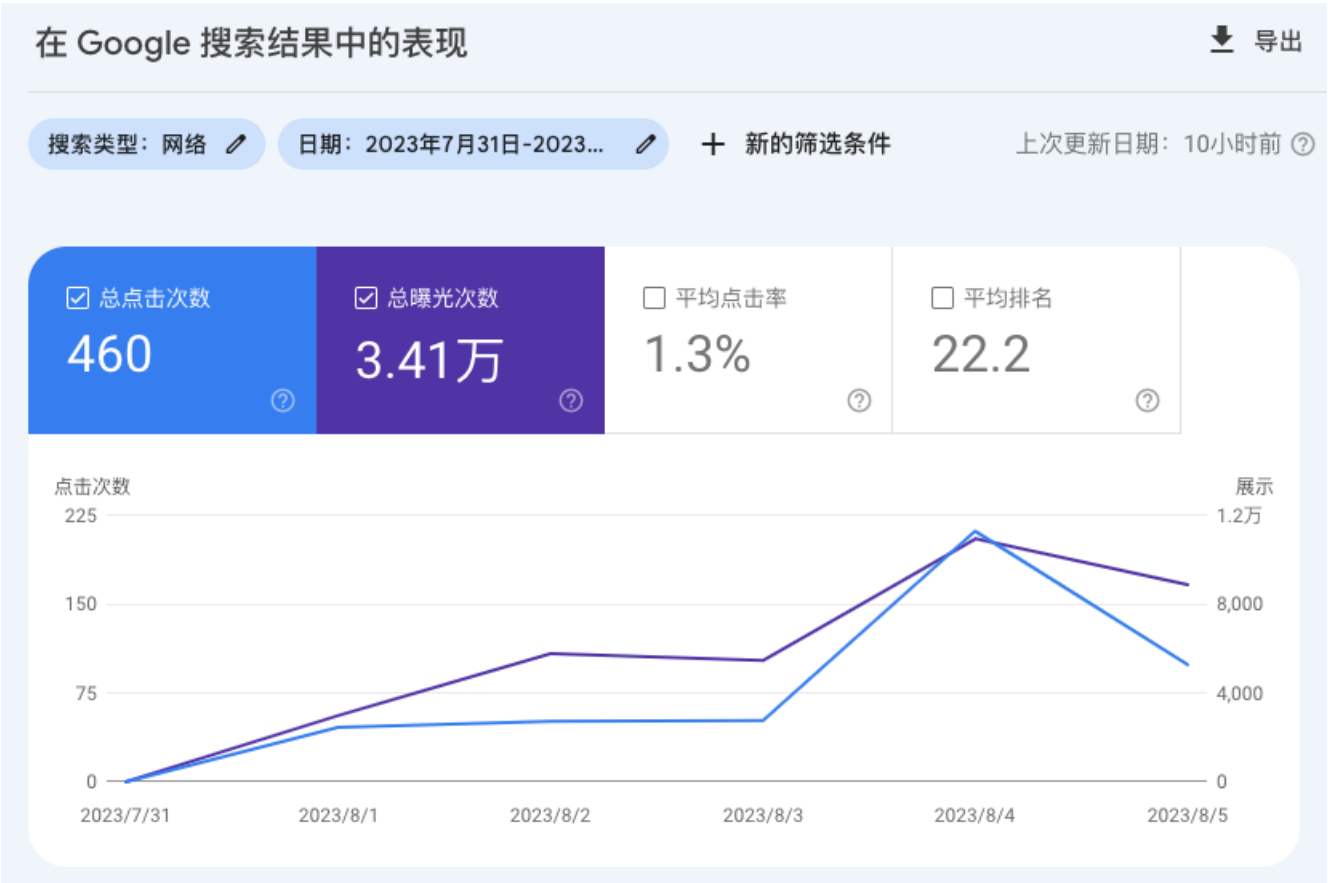 在 Google 搜索结果中的表现
导出
搜索类型：网络
日期：2023年7月31日-2023...
新的筛选条件
上次更新日期：10小时前
总点击次数
460
总曝光次数
3.41万
平均点击率
1.3%
平均排名
22.2
点击次数
展示
225
1.2万
150
8,000
75
4,000
0
0
2023/7/31
2023/8/1
2023/8/2
2023/8/3
2023/8/4
2023/8/5